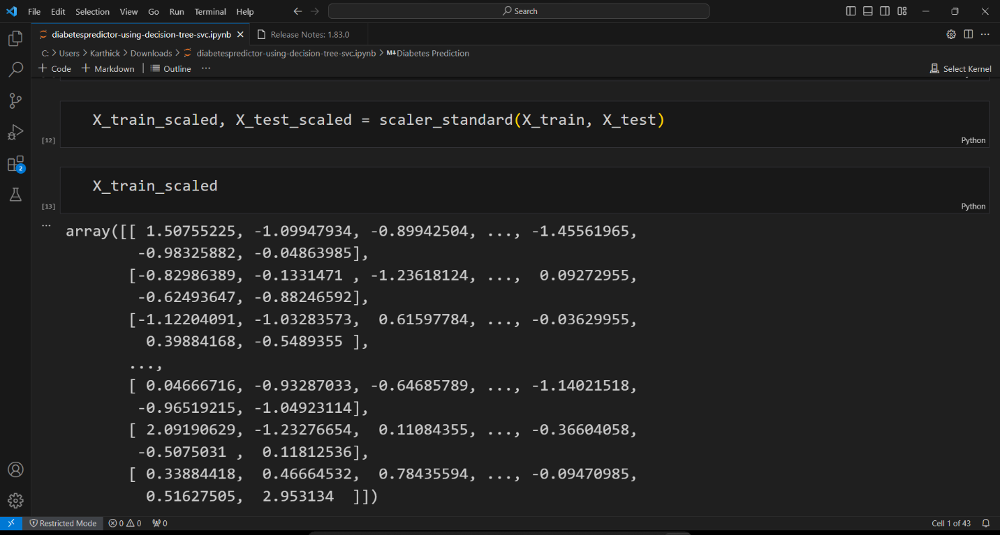 File Edit Selection View Go Run Terminal Help Search
diabetespredictor-using-decision-tree-svc.ipynb Release Notes: 1.83.0
C: > Users > Karthick > Downloads > diabetespredictor-using-decision-tree-svc.ipynb > M↓Diabetes Prediction
+ Code + Markdown | Outline ... Select Kernel
X_train_scaled, X_test_scaled = scaler_standard(X_train, X_test)
[12] Python
X_train_scaled
[13] Python
... array([[ 1.50755225, -1.09947934, -0.89942504, ..., -1.45561965,
-0.98325882, -0.04863985],
[-0.82986389, -0.1331471 , -1.23618124, ..., 0.09272955,
-0.62493647, -0.88246592],
[-1.12204091, -1.03283573, 0.61597784, ..., -0.03629955,
0.39884168, -0.5489355 ],
...,
[ 0.04666716, -0.93287033, -0.64685789, ..., -1.14021518,
-0.96519215, -1.04923114],
[ 2.09190629, -1.23276654, 0.11084355, ..., -0.36604058,
-0.5075031 , 0.11812536],
[ 0.33884418, 0.46664532, 0.78435594, ..., -0.09470985,
0.51627505, 2.953134 ]])
2
Restricted Mode 0 0 0 Cell 1 of 43